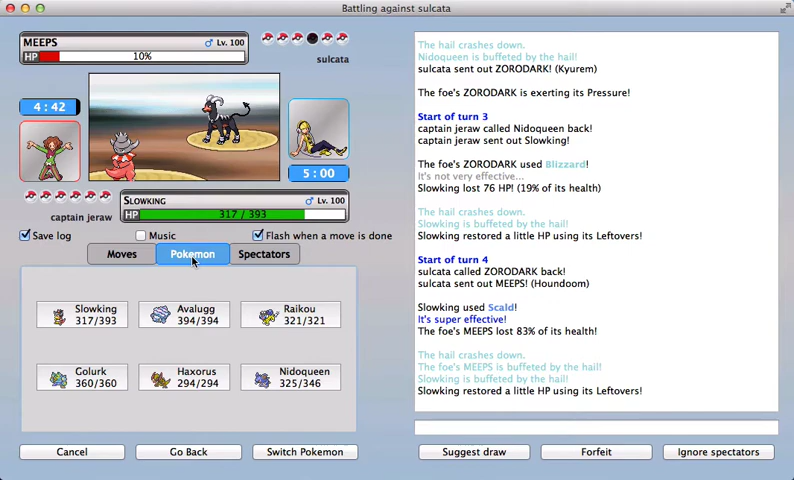 Battling against sulcata
MEEPS ♂ Lv. 100
HP 10%
sulcata
4:42
5:00
SLOWKING ♂ Lv. 100
HP 317 / 393
captain jeraw
Save log
Music
Flash when a move is done
Moves
Pokemon
Spectators
Slowking
317/393
Avalugg
394/394
Raikou
321/321
Golurk
360/360
Haxorus
294/294
Nidoqueen
325/346
Cancel
Go Back
Switch Pokemon
The hail crashes down.
Nidoqueen is buffeted by the hail!
sulcata sent out ZORODARK! (Kyurem)
The foe's ZORODARK is exerting its Pressure!
Start of turn 3
captain jeraw called Nidoqueen back!
captain jeraw sent out Slowking!
The foe's ZORODARK used Blizzard!
It's not very effective...
Slowking lost 76 HP! (19% of its health)
The hail crashes down.
Slowking is buffeted by the hail!
Slowking restored a little HP using its Leftovers!
Start of turn 4
sulcata called ZORODARK back!
sulcata sent out MEEPS! (Houndoom)
Slowking used Scald!
It's super effective!
The foe's MEEPS lost 83% of its health!
The hail crashes down.
The foe's MEEPS is buffeted by the hail!
Slowking is buffeted by the hail!
Slowking restored a little HP using its Leftovers!
Suggest draw
Forfeit
Ignore spectators